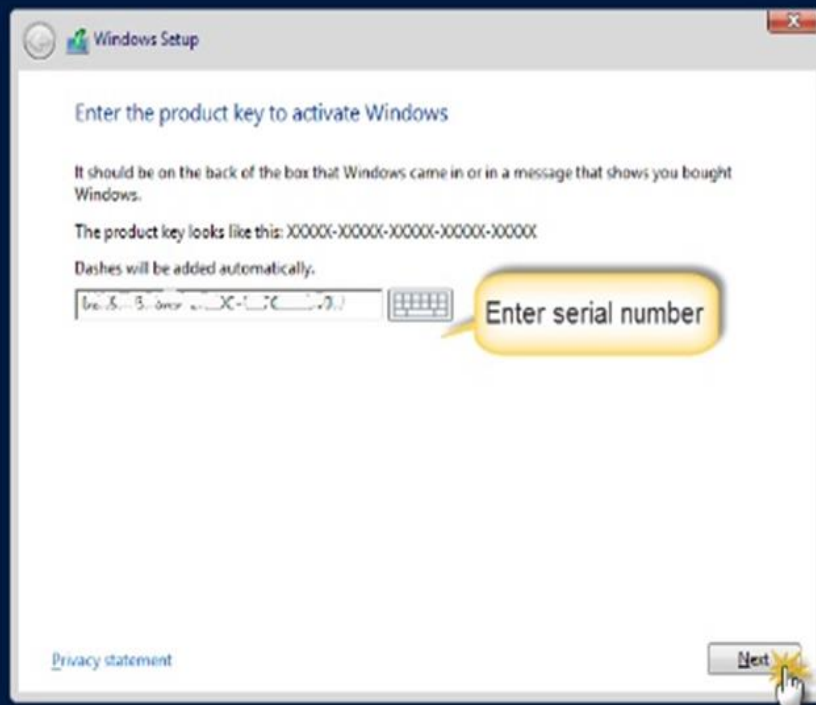 Windows Setup
Enter the product key to activate Windows
It should be on the back of the box that Windows came in or in a message that shows you bought
Windows.
The product key looks like this: XXXXX-XXXXX-XXXXX-XXXXX-XXXXX
Dashes will be added automatically.
Enter serial number
Privacy statement
Next